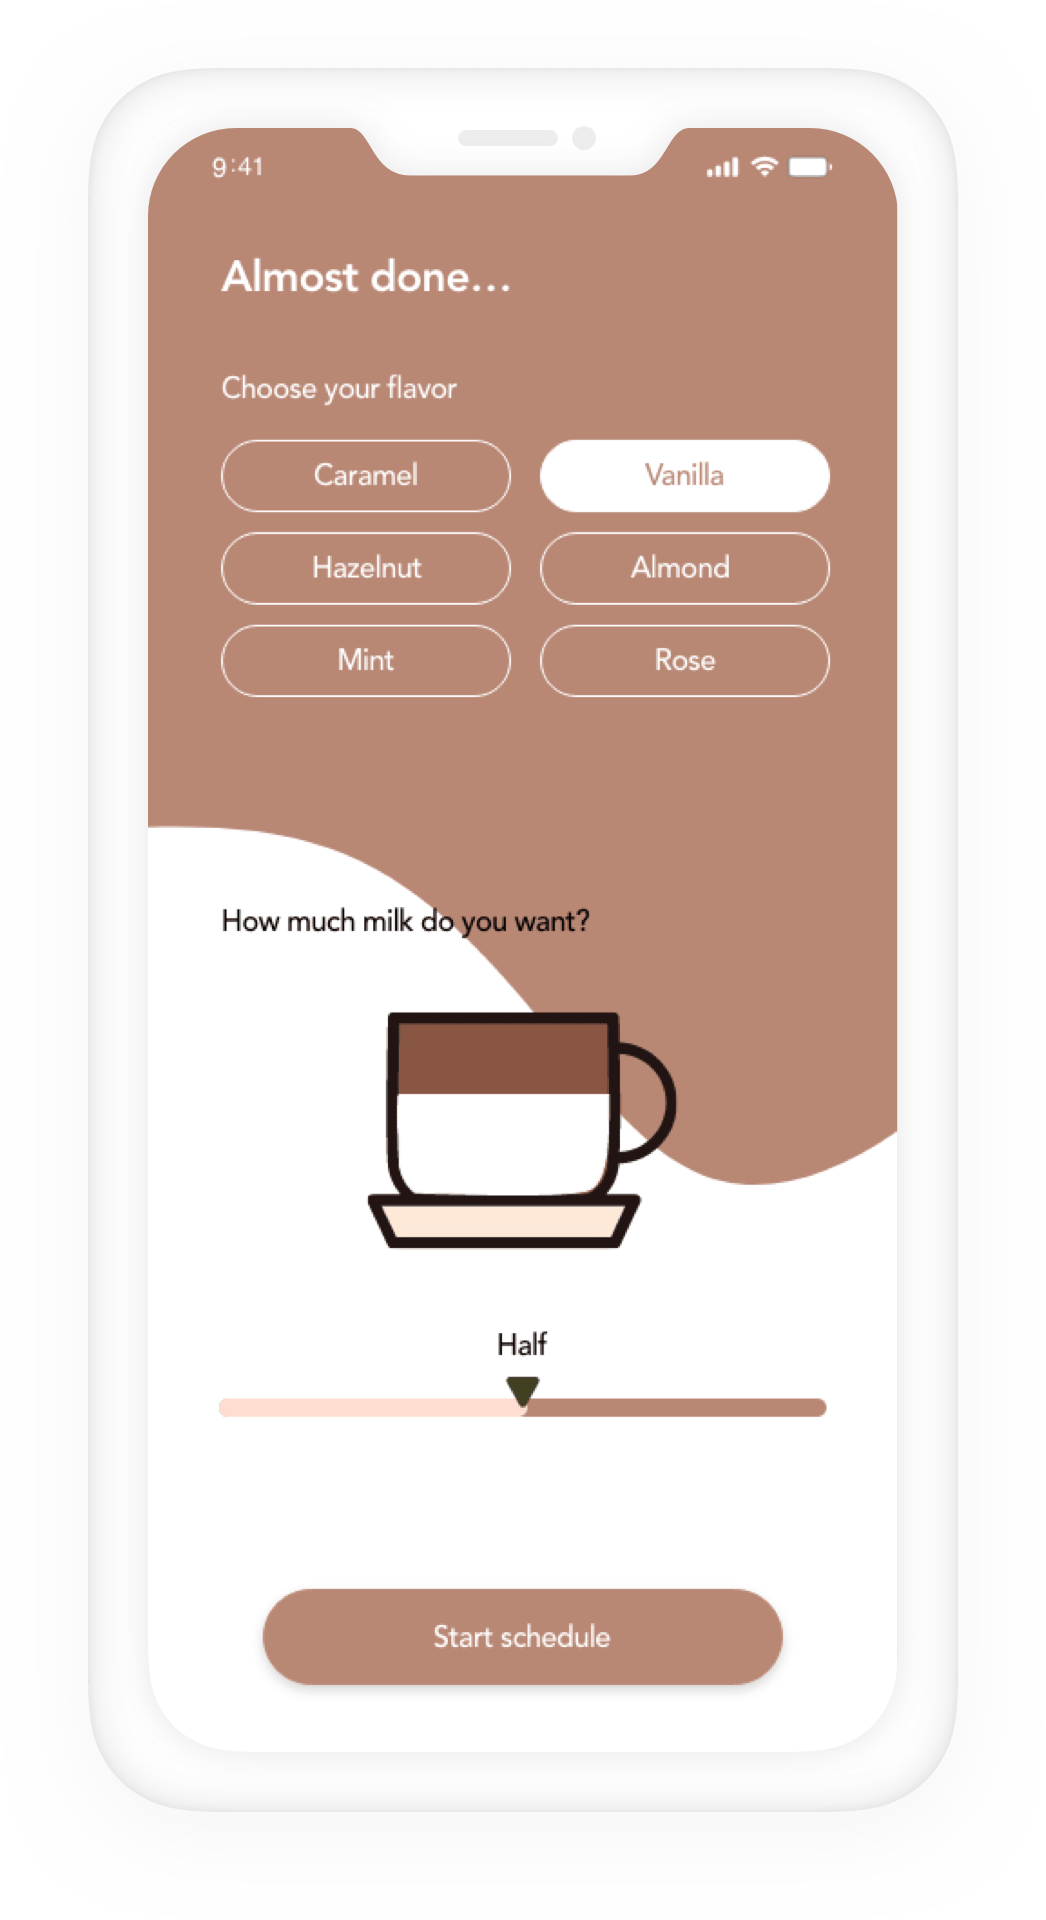 9:41
Almost done...
Choose your flavor
Caramel
Vanilla
Hazelnut
Almond
Mint
Rose
How much milk do you want?
Half
Start schedule